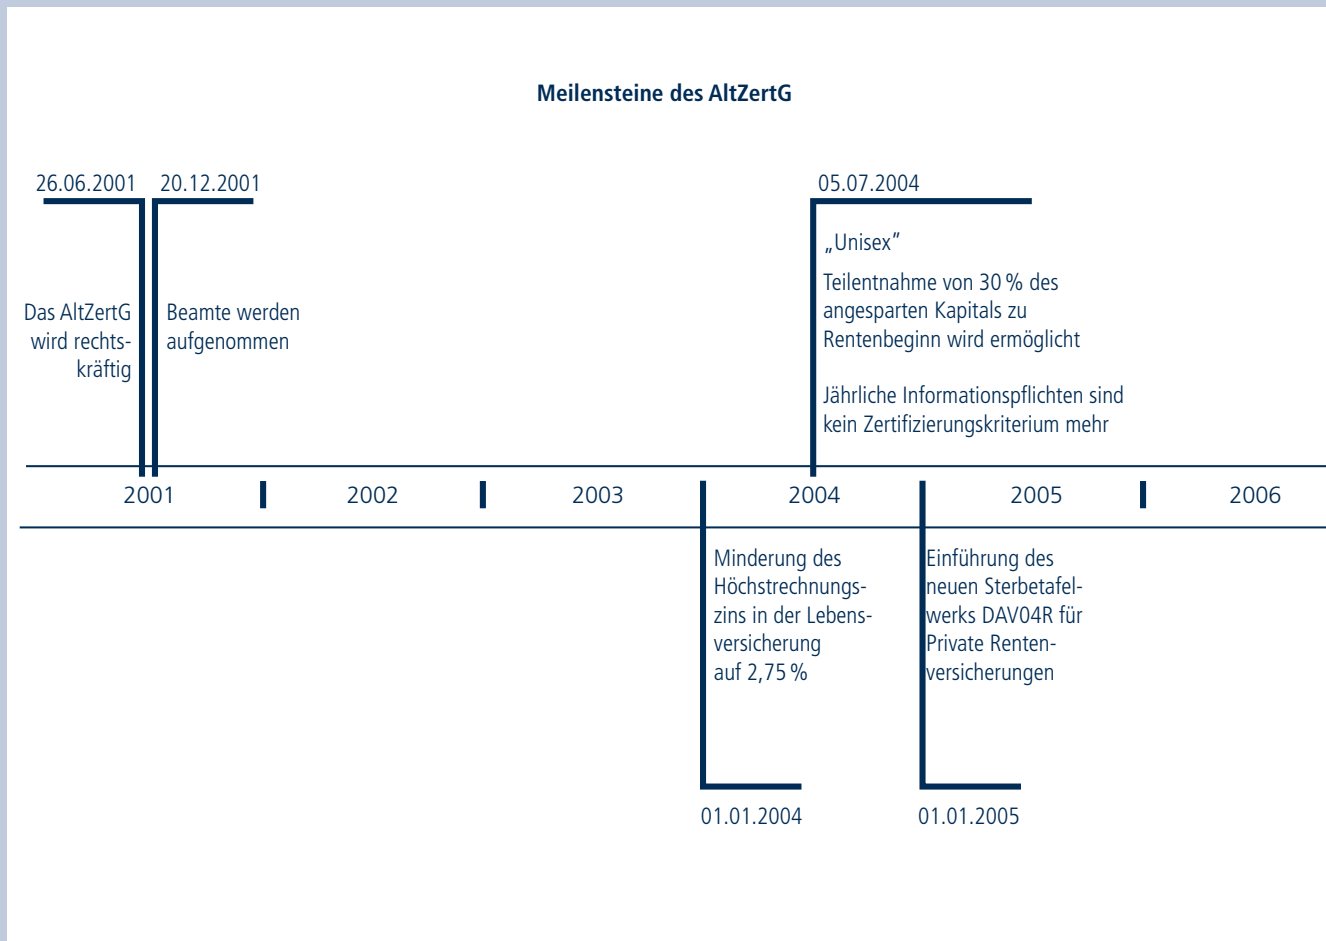 Meilensteine des AltZertG
26.06.2001
Das AltZertG
wird rechts-
kräftig
20.12.2001
Beamte werden
aufgenommen
05.07.2004
„Unisex”
Teilentnahme von 30 % des
angesparten Kapitals zu
Rentenbeginn wird ermöglicht
Jährliche Informationspflichten sind
kein Zertifizierungskriterium mehr
2001
2002
2003
2004
2005
2006
Minderung des
Höchstrechnungs-
zins in der Lebens-
versicherung
auf 2,75 %
01.01.2004
Einführung des
neuen Sterbetafel-
werks DAV04R für
Private Renten-
versicherungen
01.01.2005